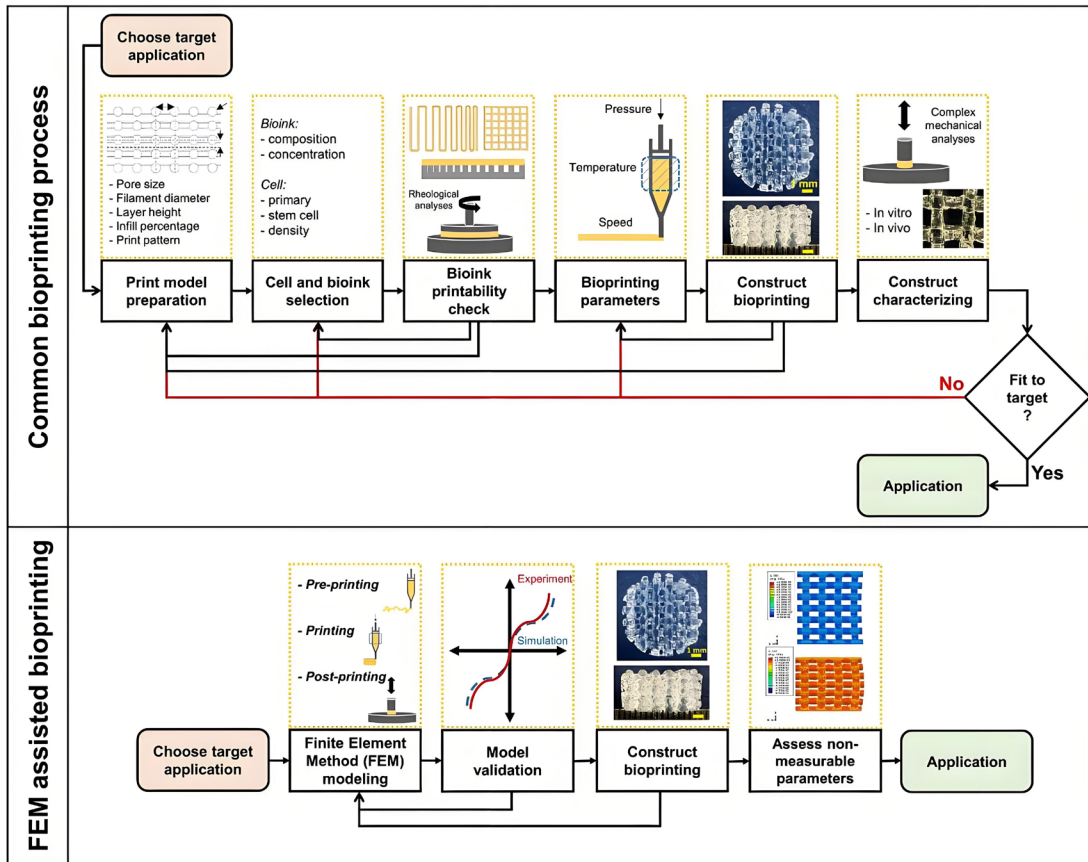 Common bioprinting process
Choose target
application
- Pore size
- Filament diameter
- Layer height
- Infill percentage
- Print pattern
Print model
preparation
Bioink:
- composition
- concentration
Cell:
- primary
- stem cell
- density
Cell and bioink
selection
Rheological
analyses
Bioink
printability
check
Pressure
Temperature
Speed
Bioprinting
parameters
1 mm
Construct
bioprinting
Complex
mechanical
analyses
- In vitro
- In vivo
Construct
characterizing
Fit to
target
?
No
Yes
Application
FEM assisted bioprinting
Choose target
application
- Pre-printing
- Printing
- Post-printing
Finite Element
Method (FEM)
modeling
Experiment
Simulation
Model
validation
1 mm
Construct
bioprinting
Assess non-
measurable
parameters
Application